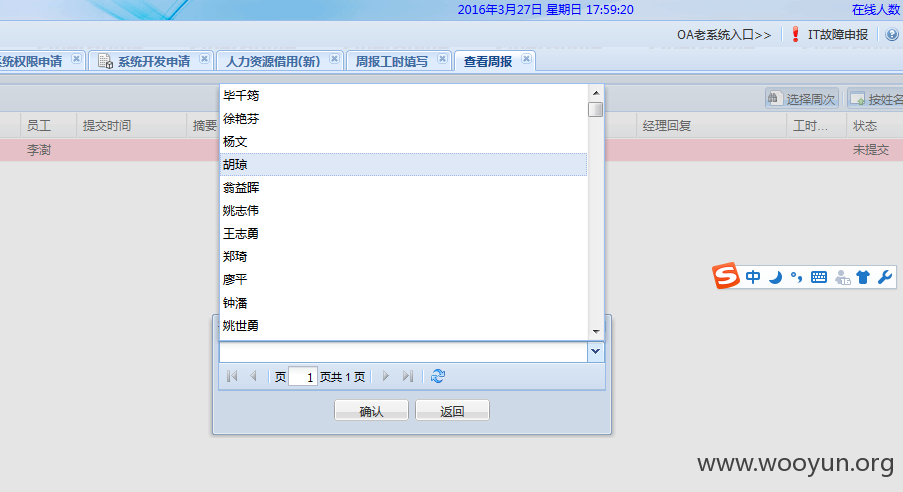 2016年3月27日 星期日 17:59:20 在线人数
OA老系统入口>> IT故障申报
系统权限申请 系统开发申请 人力资源借用(新) 周报工时填写 查看周报
选择周次 按姓名
员工 提交时间 摘要 经理回复 工时... 状态
李澍 未提交
毕千筠
徐艳芬
杨文
胡琼
翁益晖
姚志伟
王志勇
郑琦
廖平
钟潘
姚世勇
中
页 1 页共 1 页
确认 返回
www.wooyun.org